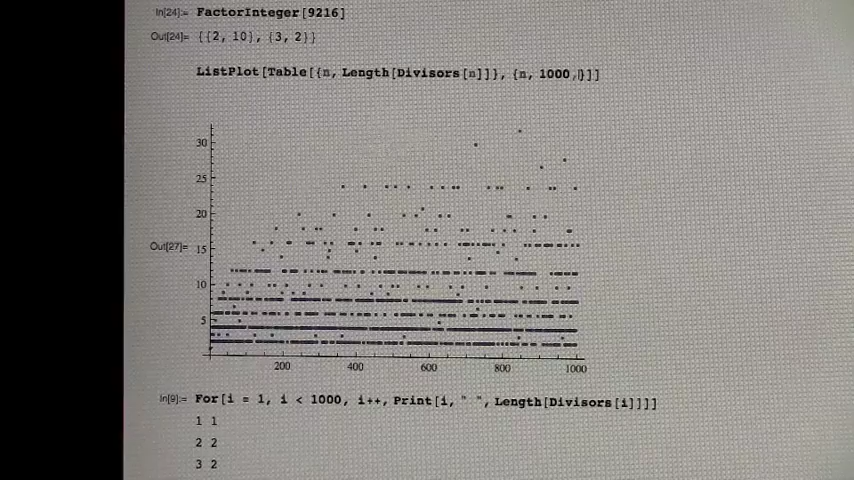 In[24]:= FactorInteger[9216]
Out[24]= {{2, 10}, {3, 2}}
ListPlot[Table[{n, Length[Divisors[n]]}, {n, 1000,}]]
30
25
20
Out[27]= 15
10
5
200 400 600 800 1000
In[9]:= For[i = 1, i < 1000, i++, Print[i, " ", Length[Divisors[i]]]]
1 1
2 2
3 2